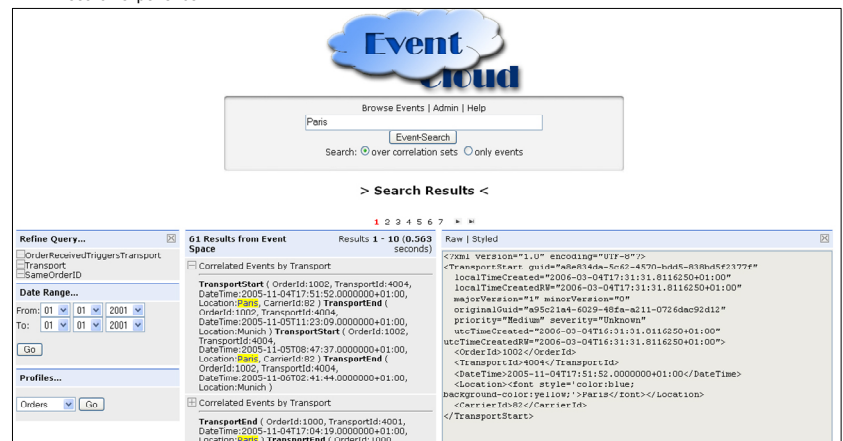 Event
Cloud
Browse Events | Admin | Help
Paris
Event-Search
Search: over correlation sets only events
> Search Results <
1 2 3 4 5 6 7
Refine Query...
OrderReceivedTriggersTransport
Transport
SameOrderID
Date Range...
From: 01 01 2001
To: 01 01 2001
Go
Profiles...
Orders Go
61 Results from Event Space Results 1 - 10 (0.563 seconds)
Correlated Events by Transport
TransportStart ( OrderId:1002, TransportId:4004,
DateTime:2005-11-04T17:51:52.0000000+01:00,
Location:Paris, CarrierId:82 ) TransportEnd (
OrderId:1002, TransportId:4004,
DateTime:2005-11-05T11:23:09.0000000+01:00,
Location:Munich ) TransportStart ( OrderId:1002,
TransportId:4004,
DateTime:2005-11-05T08:47:37.0000000+01:00,
Location:Paris, CarrierId:82 ) TransportEnd (
OrderId:1002, TransportId:4004,
DateTime:2005-11-06T02:41:44.0000000+01:00,
Location:Munich )
Correlated Events by Transport
TransportEnd ( OrderId:1000, TransportId:4001,
DateTime:2005-11-04T17:04:19.0000000+01:00,
Location:Paris ) TransportEnd ( OrderId:1000
Raw | Styled
<?xml version="1.0" encoding="UTF-8"?>
<TransportStart guid="a8e834da-5c62-4570-bdd5-838bd5f2377f"
localTimeCreated="2006-03-04T17:31:31.8116250+01:00"
localTimeCreatedRW="2006-03-04T17:31:31.8116250+01:00"
majorVersion="1" minorVersion="0"
originalGuid="a95c21a4-6029-48fa-a211-0726dac92d12"
priority="Medium" severity="Unknown"
utcTimeCreated="2006-03-04T16:31:31.8116250+01:00"
utcTimeCreatedRW="2006-03-04T16:31:31.8116250+01:00">
<OrderId>1002</OrderId>
<TransportId>4004</TransportId>
<DateTime>2005-11-04T17:51:52.0000000+01:00</DateTime>
<Location><font style='color:blue;
background-color:yellow;'>Paris</font></Location>
<CarrierId>82</CarrierId>
</TransportStart>